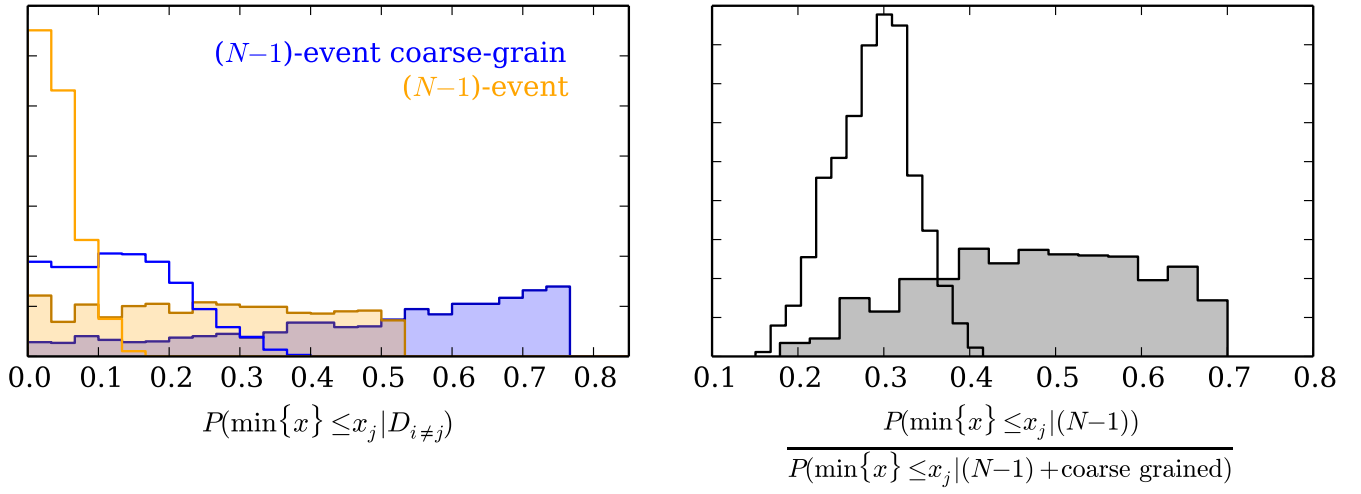 (N−1)-event coarse-grain
(N−1)-event
0.0 0.1 0.2 0.3 0.4 0.5 0.6 0.7 0.8
P(min{x} ≤x_j|D_{i≠j})
0.1 0.2 0.3 0.4 0.5 0.6 0.7 0.8
P(min{x} ≤x_j|(N−1))
P(min{x} ≤x_j|(N−1)+coarse grained)